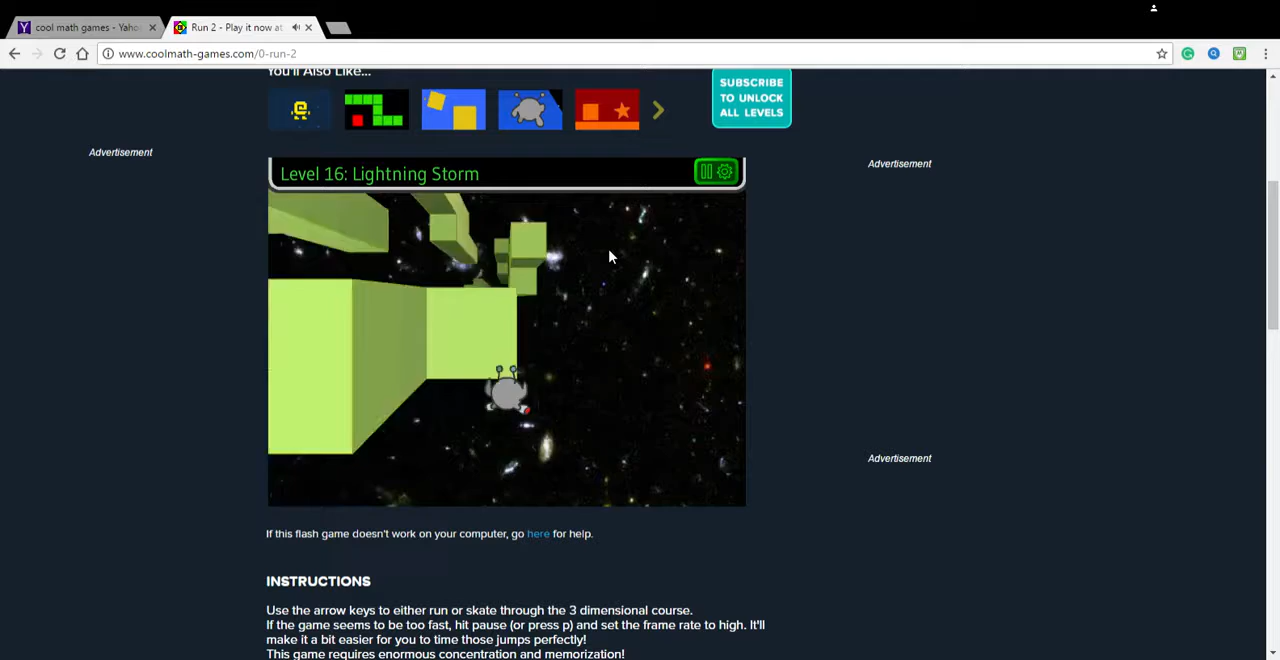 cool math games - Yaho
Run 2 - Play it now at
www.coolmath-games.com/0-run-2
You'll Also Like...
SUBSCRIBE
TO UNLOCK
ALL LEVELS
Advertisement
Advertisement
Level 16: Lightning Storm
Advertisement
If this flash game doesn't work on your computer, go here for help.
INSTRUCTIONS
Use the arrow keys to either run or skate through the 3 dimensional course.
If the game seems to be too fast, hit pause (or press p) and set the frame rate to high. It'll
make it a bit easier for you to time those jumps perfectly!
This game requires enormous concentration and memorization!